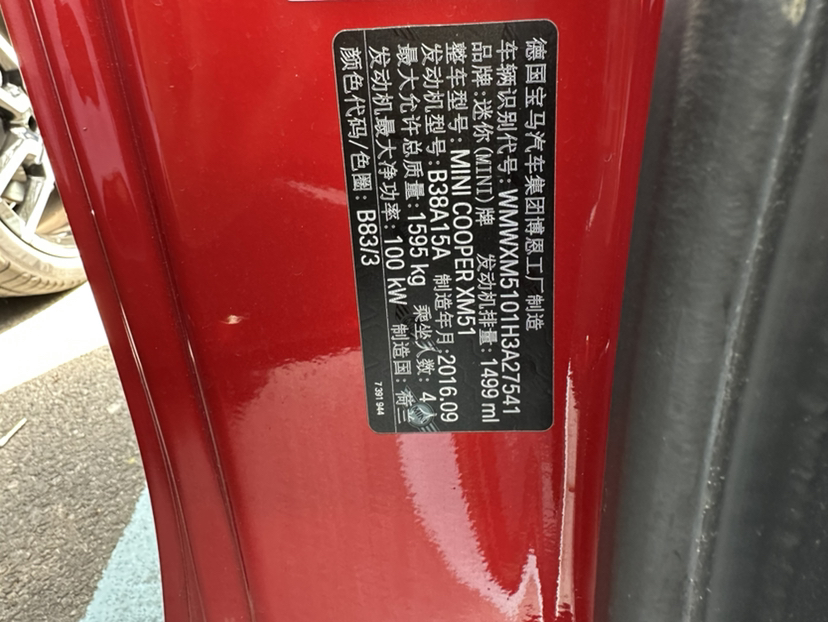 德国宝马汽车集团博恩工厂制造
车辆识别代号: WMWXM5101H3A27541
品牌:迷你(MINI)牌 发动机排量: 1499 ml
整车型号: MINI COOPER XM51
发动机型号: B38A15A 制造年月: 2016.09
最大允许总质量: 1595 kg 乘坐人数: 4
发动机最大净功率: 100 kW 制造国: 荷兰
颜色代码/色圈: B83/3
7 391 944